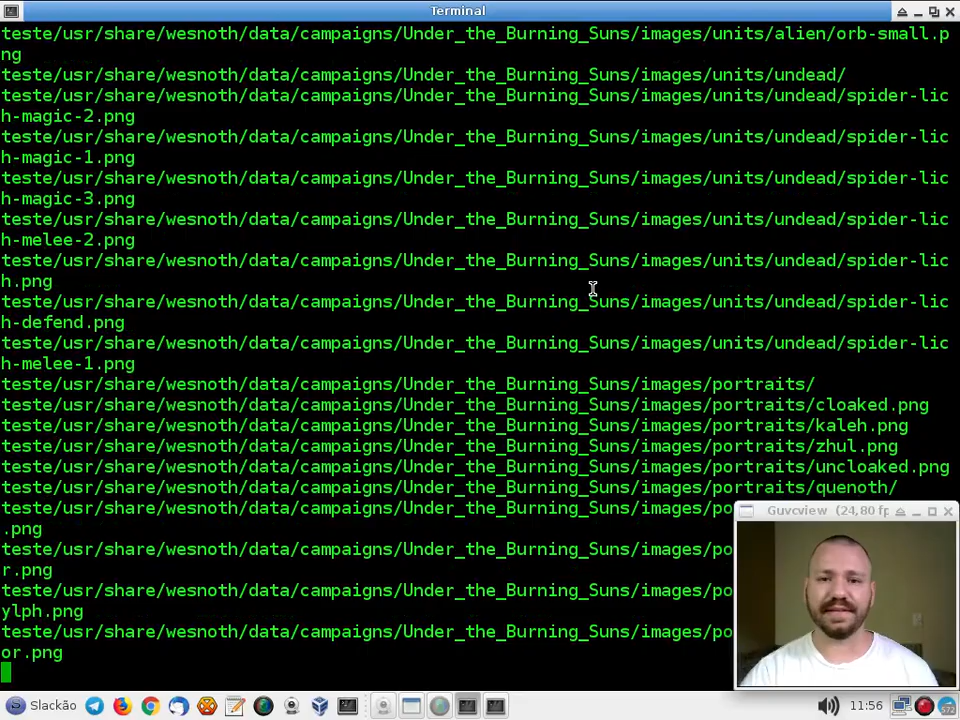 Terminal
teste/usr/share/wesnoth/data/campaigns/Under_the_Burning_Suns/images/units/alien/orb-small.p
ng
teste/usr/share/wesnoth/data/campaigns/Under_the_Burning_Suns/images/units/undead/
teste/usr/share/wesnoth/data/campaigns/Under_the_Burning_Suns/images/units/undead/spider-lic
h-magic-2.png
teste/usr/share/wesnoth/data/campaigns/Under_the_Burning_Suns/images/units/undead/spider-lic
h-magic-1.png
teste/usr/share/wesnoth/data/campaigns/Under_the_Burning_Suns/images/units/undead/spider-lic
h-magic-3.png
teste/usr/share/wesnoth/data/campaigns/Under_the_Burning_Suns/images/units/undead/spider-lic
h-melee-2.png
teste/usr/share/wesnoth/data/campaigns/Under_the_Burning_Suns/images/units/undead/spider-lic
h.png
teste/usr/share/wesnoth/data/campaigns/Under_the_Burning_Suns/images/units/undead/spider-lic
h-defend.png
teste/usr/share/wesnoth/data/campaigns/Under_the_Burning_Suns/images/units/undead/spider-lic
h-melee-1.png
teste/usr/share/wesnoth/data/campaigns/Under_the_Burning_Suns/images/portraits/
teste/usr/share/wesnoth/data/campaigns/Under_the_Burning_Suns/images/portraits/cloaked.png
teste/usr/share/wesnoth/data/campaigns/Under_the_Burning_Suns/images/portraits/kaleh.png
teste/usr/share/wesnoth/data/campaigns/Under_the_Burning_Suns/images/portraits/zhul.png
teste/usr/share/wesnoth/data/campaigns/Under_the_Burning_Suns/images/portraits/uncloaked.png
teste/usr/share/wesnoth/data/campaigns/Under_the_Burning_Suns/images/portraits/quenoth/
teste/usr/share/wesnoth/data/campaigns/Under_the_Burning_Suns/images/po
.png
teste/usr/share/wesnoth/data/campaigns/Under_the_Burning_Suns/images/po
r.png
teste/usr/share/wesnoth/data/campaigns/Under_the_Burning_Suns/images/po
ylph.png
teste/usr/share/wesnoth/data/campaigns/Under_the_Burning_Suns/images/po
or.png
Guvcview (24,80 fp
Slackão
11:56
572